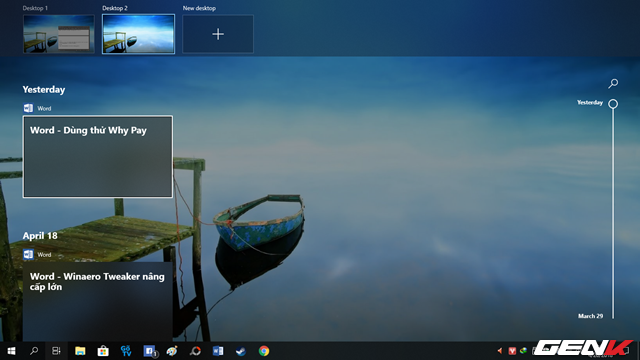 Desktop 1
Desktop 2
New desktop
Yesterday
Yesterday
Word
Word - Dùng thử Why Pay
April 18
Word
Word - Winaero Tweaker nâng
cấp lớn
March 29
GENK